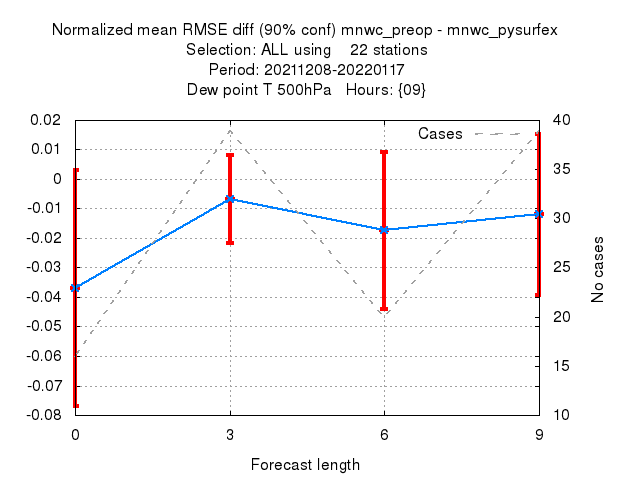 Normalized mean RMSE diff (90% conf) mnwc_preop - mnwc_pysurfex
Selection: ALL using 22 stations
Period: 20211208-20220117
Dew point T 500hPa Hours: {09}
Cases
0.02
0.01
0
-0.01
-0.02
-0.03
-0.04
-0.05
-0.06
-0.07
-0.08
40
35
30
25
20
15
10
No cases
0 3 6 9
Forecast length